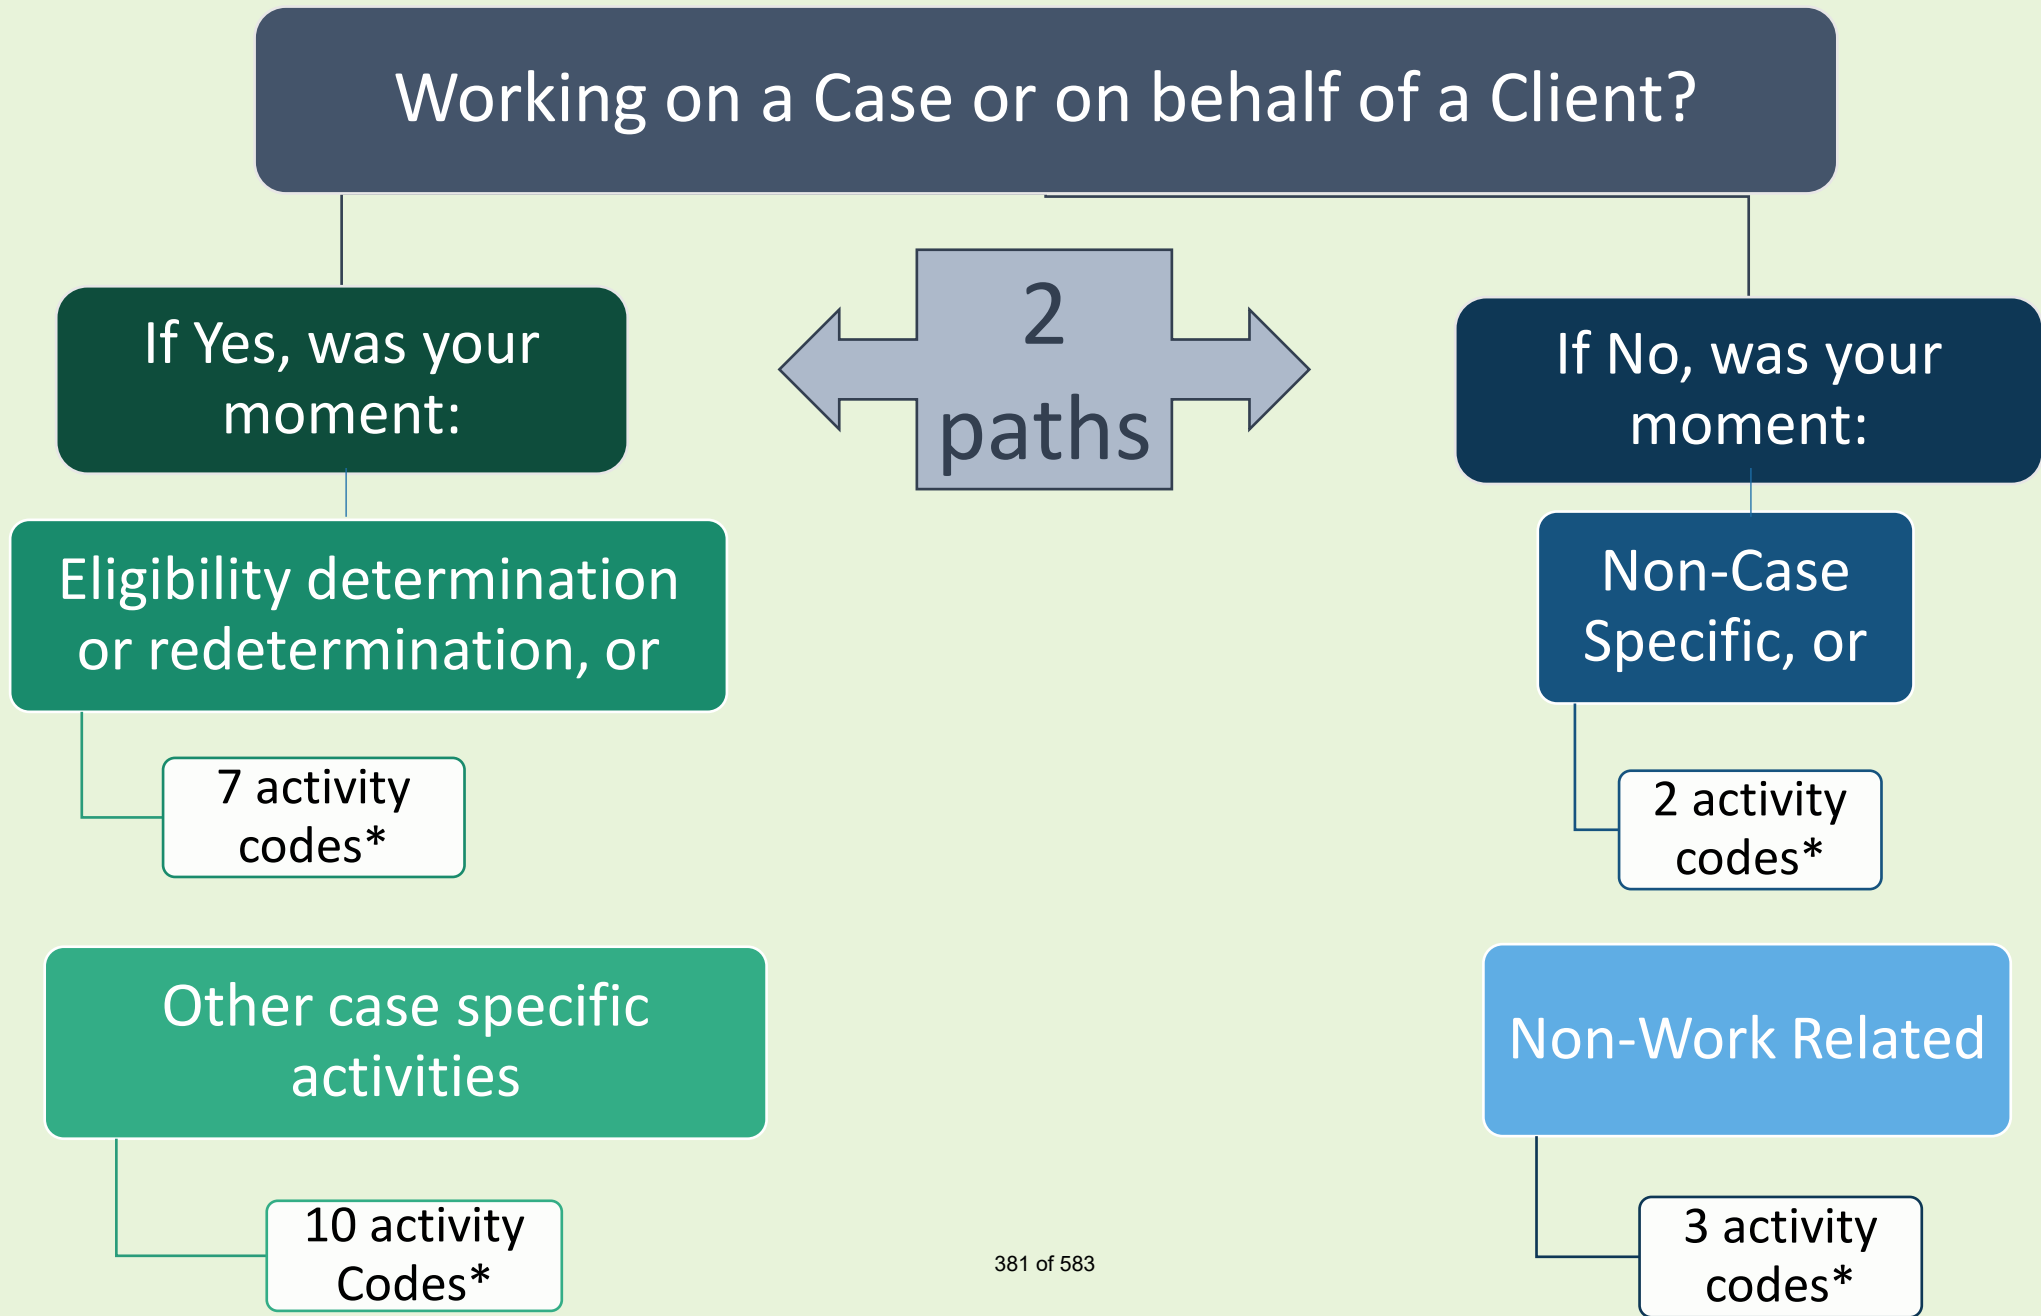 Working on a Case or on behalf of a Client?
2
paths
If Yes, was your
moment:
Eligibility determination
or redetermination, or
7 activity
codes*
Other case specific
activities
10 activity
Codes*
If No, was your
moment:
Non-Case
Specific, or
2 activity
codes*
Non-Work Related
3 activity
codes*
381 of 583